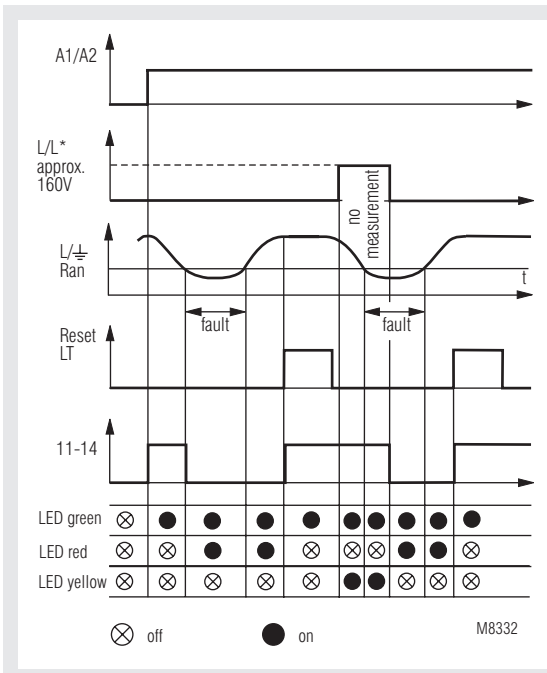 A1/A2
L/L*
approx.
160V
no
measurement
L/⏚
Ran
t
fault
fault
Reset
LT
11-14
LED green
LED red
LED yellow
off
on
M8332